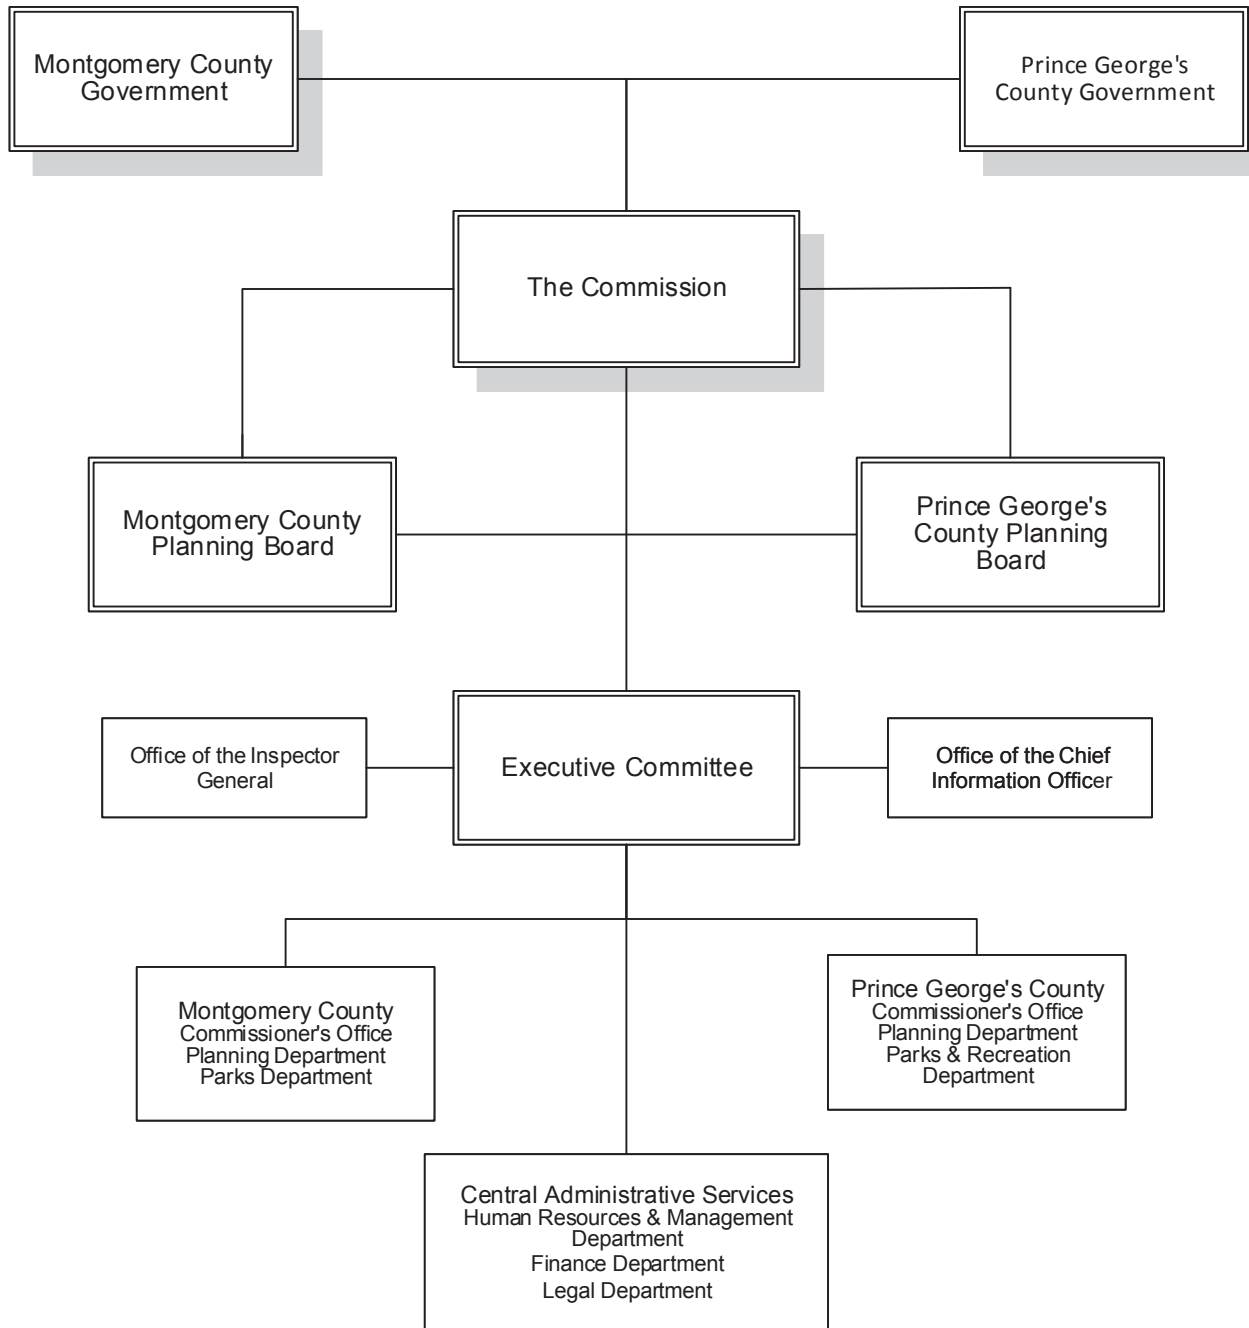 Montgomery County
Government
Prince George's
County Government
The Commission
Montgomery County
Planning Board
Prince George's
County Planning
Board
Office of the Inspector
General
Executive Committee
Office of the Chief
Information Officer
Montgomery County
Commissioner's Office
Planning Department
Parks Department
Prince George's County
Commissioner's Office
Planning Department
Parks & Recreation
Department
Central Administrative Services
Human Resources & Management
Department
Finance Department
Legal Department